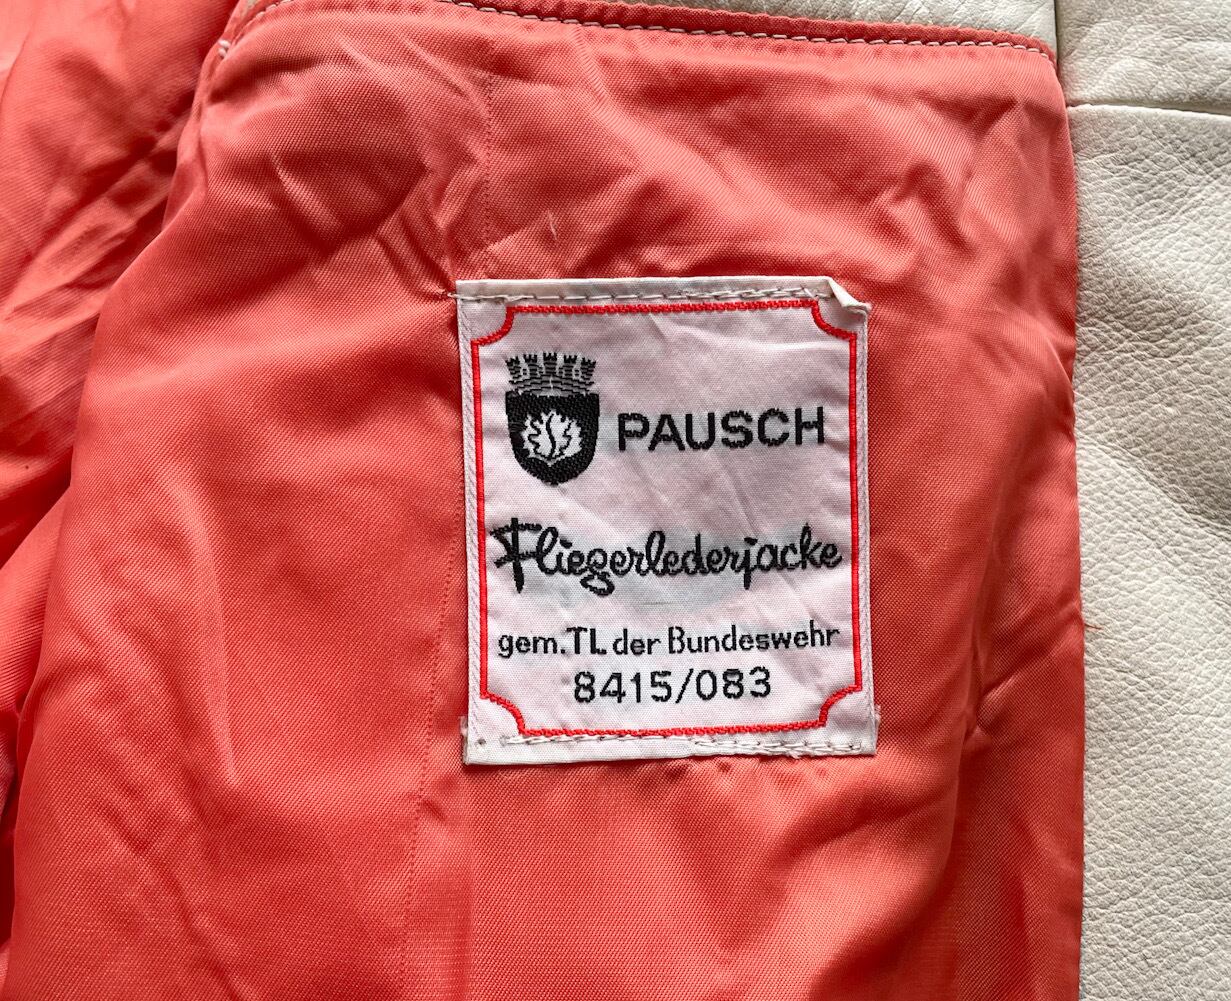 PAUSCH
Fliegerlederjacke
gem. TL der Bundeswehr
8415/083